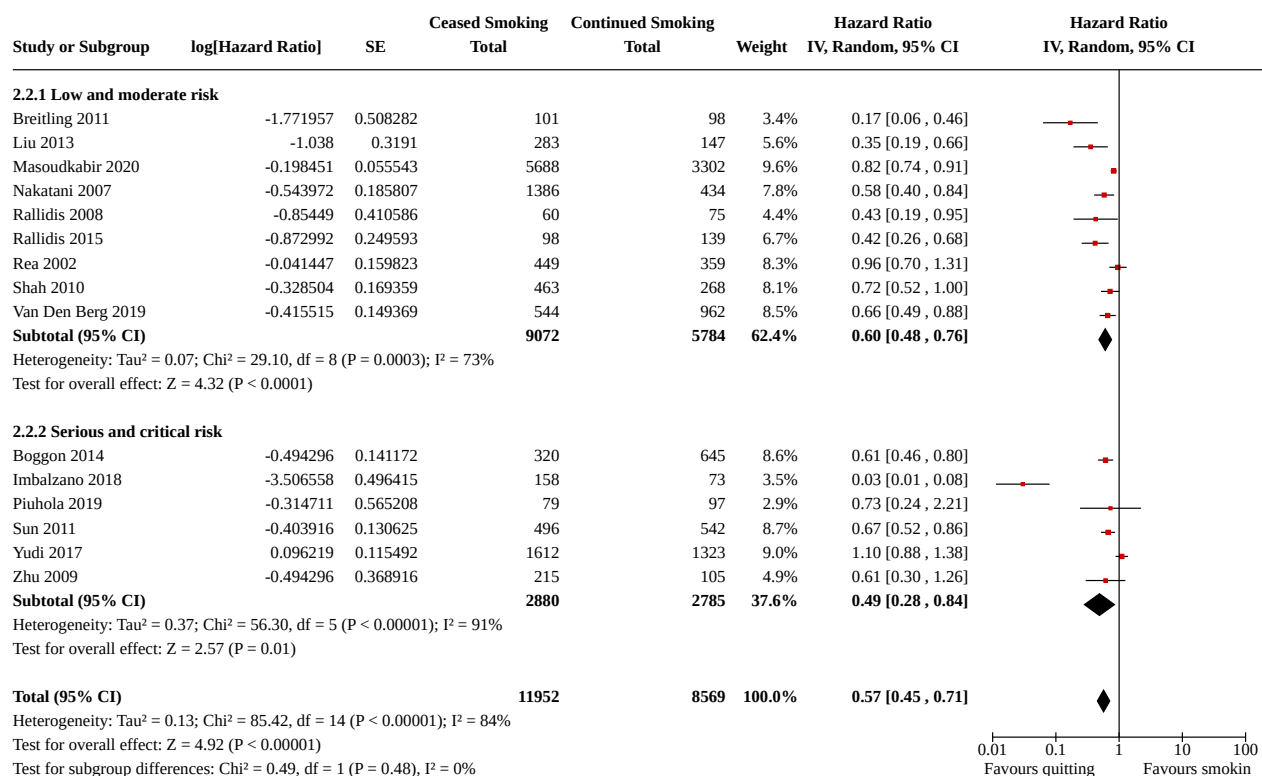 Ceased Smoking Continued Smoking Hazard Ratio Hazard Ratio
Study or Subgroup log[Hazard Ratio] SE Total Total Weight IV, Random, 95% CI IV, Random, 95% CI
2.2.1 Low and moderate risk
Breitling 2011 -1.771957 0.508282 101 98 3.4% 0.17 [0.06 , 0.46]
Liu 2013 -1.038 0.3191 283 147 5.6% 0.35 [0.19 , 0.66]
Masoudkabir 2020 -0.198451 0.055543 5688 3302 9.6% 0.82 [0.74 , 0.91]
Nakatani 2007 -0.543972 0.185807 1386 434 7.8% 0.58 [0.40 , 0.84]
Rallidis 2008 -0.85449 0.410586 60 75 4.4% 0.43 [0.19 , 0.95]
Rallidis 2015 -0.872992 0.249593 98 139 6.7% 0.42 [0.26 , 0.68]
Rea 2002 -0.041447 0.159823 449 359 8.3% 0.96 [0.70 , 1.31]
Shah 2010 -0.328504 0.169359 463 268 8.1% 0.72 [0.52 , 1.00]
Van Den Berg 2019 -0.415515 0.149369 544 962 8.5% 0.66 [0.49 , 0.88]
Subtotal (95% CI) 9072 5784 62.4% 0.60 [0.48 , 0.76]
Heterogeneity: Tau² = 0.07; Chi² = 29.10, df = 8 (P = 0.0003); I² = 73%
Test for overall effect: Z = 4.32 (P < 0.0001)
2.2.2 Serious and critical risk
Boggon 2014 -0.494296 0.141172 320 645 8.6% 0.61 [0.46 , 0.80]
Imbalzano 2018 -3.506558 0.496415 158 73 3.5% 0.03 [0.01 , 0.08]
Piuhola 2019 -0.314711 0.565208 79 97 2.9% 0.73 [0.24 , 2.21]
Sun 2011 -0.403916 0.130625 496 542 8.7% 0.67 [0.52 , 0.86]
Yudi 2017 0.096219 0.115492 1612 1323 9.0% 1.10 [0.88 , 1.38]
Zhu 2009 -0.494296 0.368916 215 105 4.9% 0.61 [0.30 , 1.26]
Subtotal (95% CI) 2880 2785 37.6% 0.49 [0.28 , 0.84]
Heterogeneity: Tau² = 0.37; Chi² = 56.30, df = 5 (P < 0.00001); I² = 91%
Test for overall effect: Z = 2.57 (P = 0.01)
Total (95% CI) 11952 8569 100.0% 0.57 [0.45 , 0.71]
Heterogeneity: Tau² = 0.13; Chi² = 85.42, df = 14 (P < 0.00001); I² = 84%
Test for overall effect: Z = 4.92 (P < 0.00001) 0.01 0.1 1 10 100
Test for subgroup differences: Chi² = 0.49, df = 1 (P = 0.48), I² = 0% Favours quitting Favours smokin